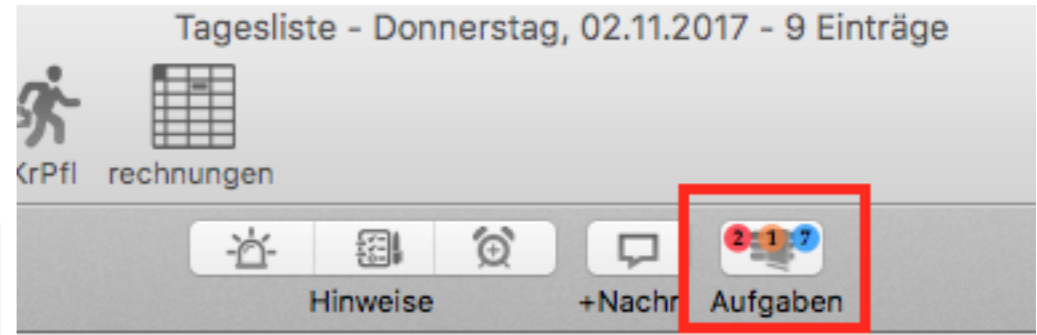 Tagesliste - Donnerstag, 02.11.2017 - 9 Einträge
KrPfl rechnungen
2 1 7
Hinweise +Nachr Aufgaben